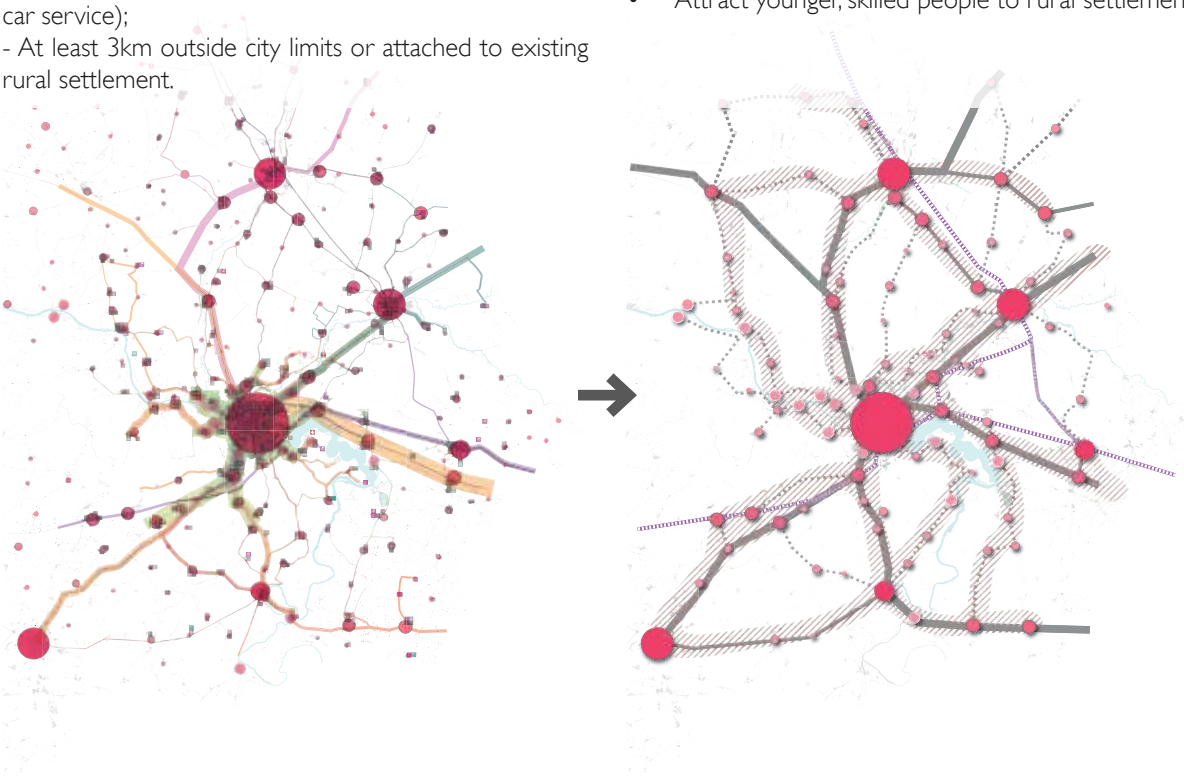 car service);
- At least 3km outside city limits or attached to existing
rural settlement.
• Attract younger, skilled people to rural